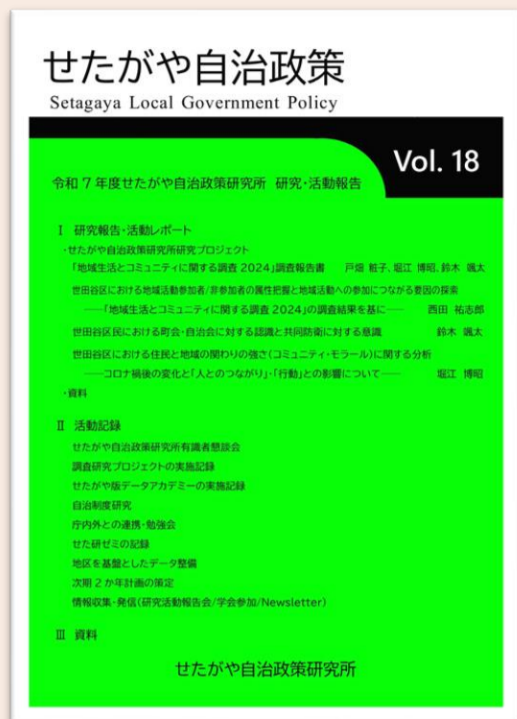 せたがや自治政策
Setagaya Local Government Policy
Vol. 18
令和7年度せたがや自治政策研究所 研究・活動報告
Ⅰ 研究報告・活動レポート
・せたがや自治政策研究所研究プロジェクト
「地域生活とコミュニティに関する調査 2024」調査報告書 戸畑 粧子、堀江 博昭、鈴木 颯太
世田谷区における地域活動参加者/非参加者の属性把握と地域活動への参加につながる要因の探索
――「地域生活とコミュニティに関する調査 2024」の調査結果を基に―― 西田 祐志郎
世田谷区民における町会・自治会に対する認識と共同防衛に対する意識 鈴木 颯太
世田谷区における住民と地域の関わりの強さ(コミュニティ・モラール)に関する分析
――コロナ禍後の変化と「人とのつながり」・「行動」との影響について―― 堀江 博昭
・資料
Ⅱ 活動記録
せたがや自治政策研究所有識者懇談会
調査研究プロジェクトの実施記録
せたがや版データアカデミーの実施記録
自治制度研究
庁内外との連携・勉強会
せた研ゼミの記録
地区を基盤としたデータ整備
次期2か年計画の策定
情報収集・発信(研究活動報告会/学会参加/Newsletter)
Ⅲ 資料
せたがや自治政策研究所